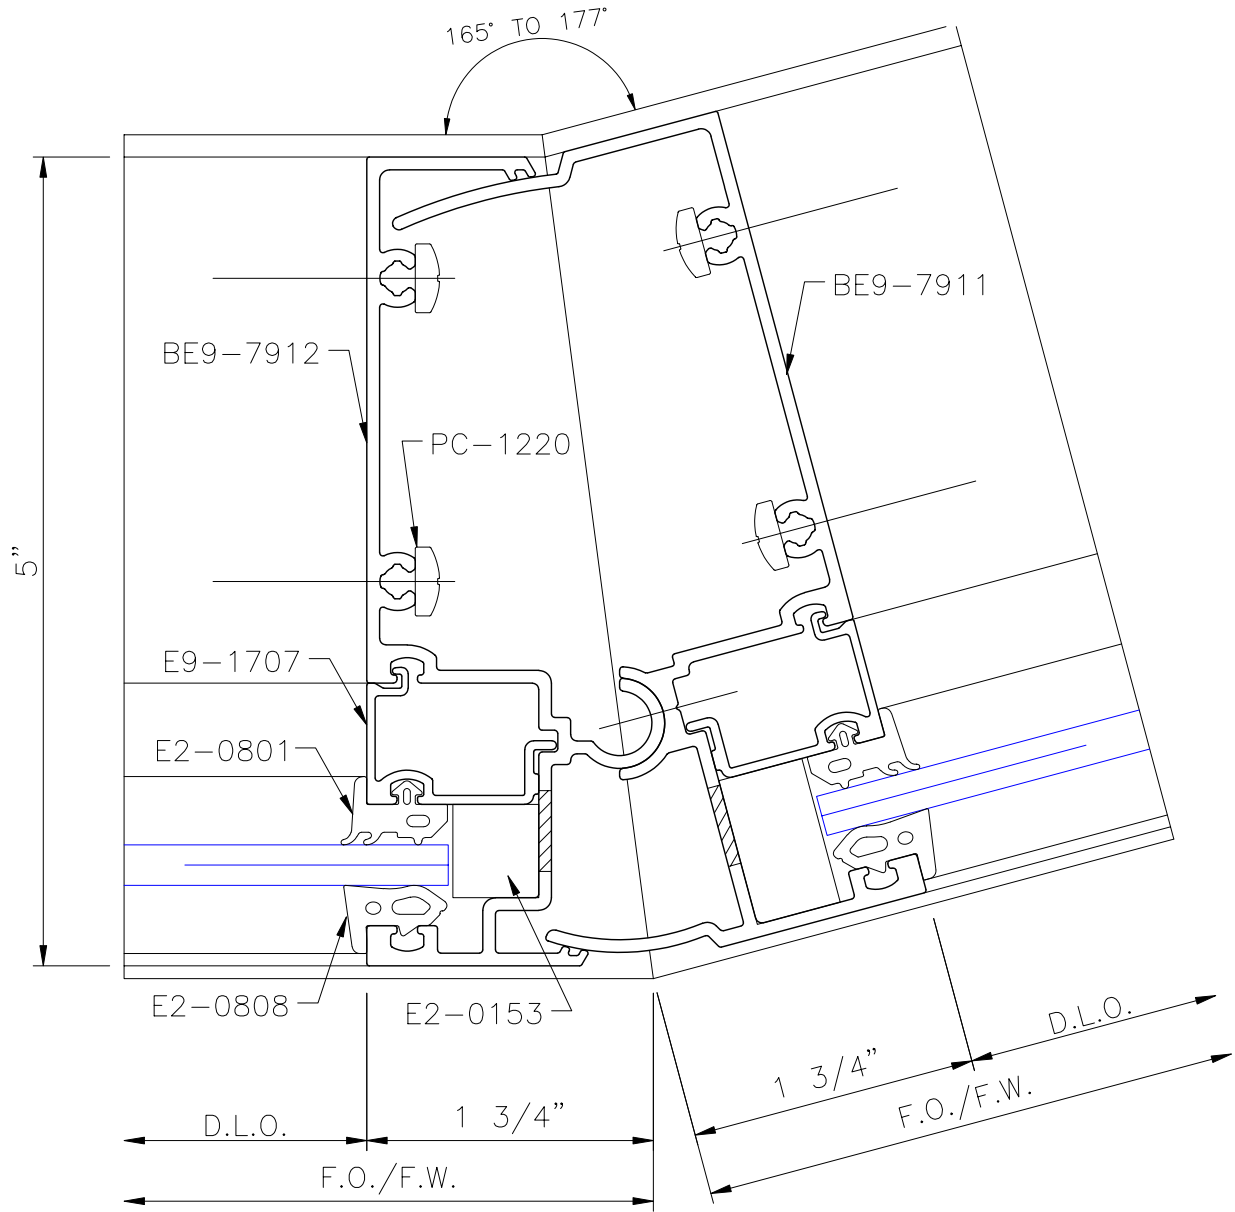 165° TO 177°
BE9-7911
BE9-7912
PC-1220
5"
E9-1707
E2-0801
E2-0808
E2-0153
D.L.O.
1 3/4"
D.L.O.
1 3/4"
F.O./F.W.
F.O./F.W.